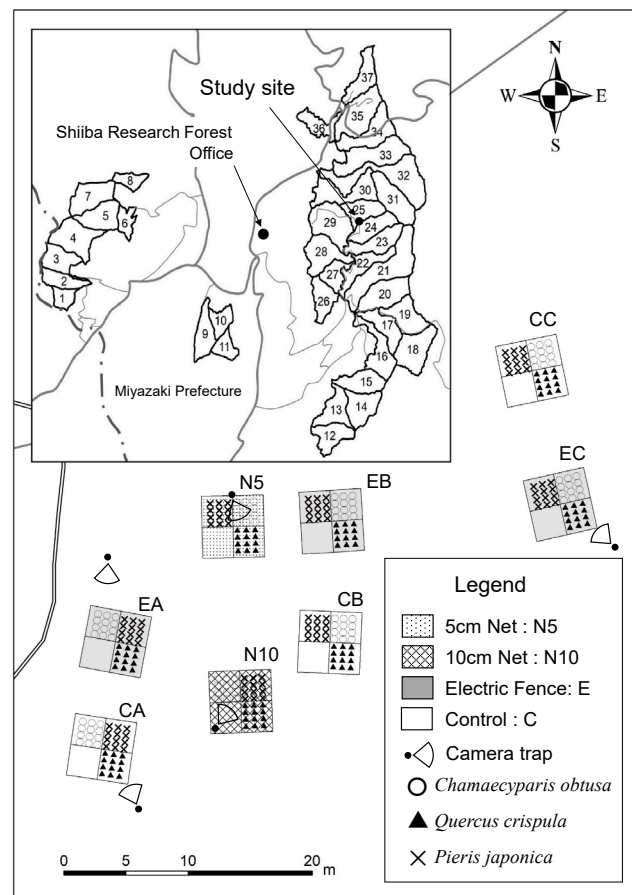 37
Study site
N
W
E
S
35
34
36
Shiiba Research Forest
Office
33
8
32
7
30
31
5
6
25
24
29
4
23
28
3
22
21
27
2
20
1
26
19
10
17
9
18
16
11
CC
15
Miyazaki Prefecture
13
14
12
N5
EB
EC
Legend
EA
CB
5cm Net : N5
10cm Net : N10
N10
Electric Fence: E
CA
Control : C
Camera trap
Chamaecyparis obtusa
Quercus crispula
Pieris japonica
0
5
10
20
m